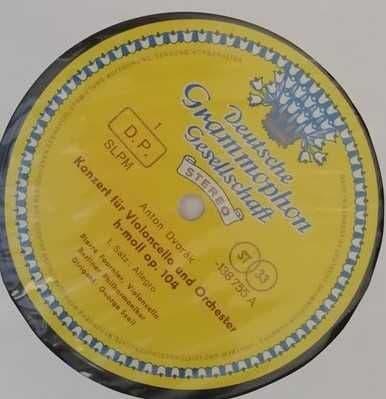 Deutsche
Grammophon
Gesellschaft
STEREO
1
D.P.
SLPM
ST 33
138 755 A
Anton Dvořák
Konzert für Violoncello und Orchester
h-moll op. 104
1. Satz: Allegro
Pierre Fournier, Violoncello
Berliner Philharmoniker
Dirigent: George Szell